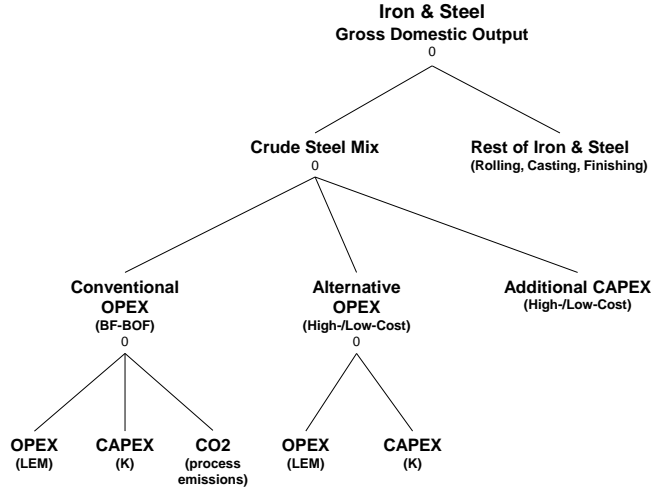 Iron & Steel
Gross Domestic Output
0
Crude Steel Mix
0
Rest of Iron & Steel
(Rolling, Casting, Finishing)
Conventional
OPEX
(BF-BOF)
0
Alternative
OPEX
(High-/Low-Cost)
0
Additional CAPEX
(High-/Low-Cost)
OPEX
(LEM)
CAPEX
(K)
CO2
(process
emissions)
OPEX
(LEM)
CAPEX
(K)